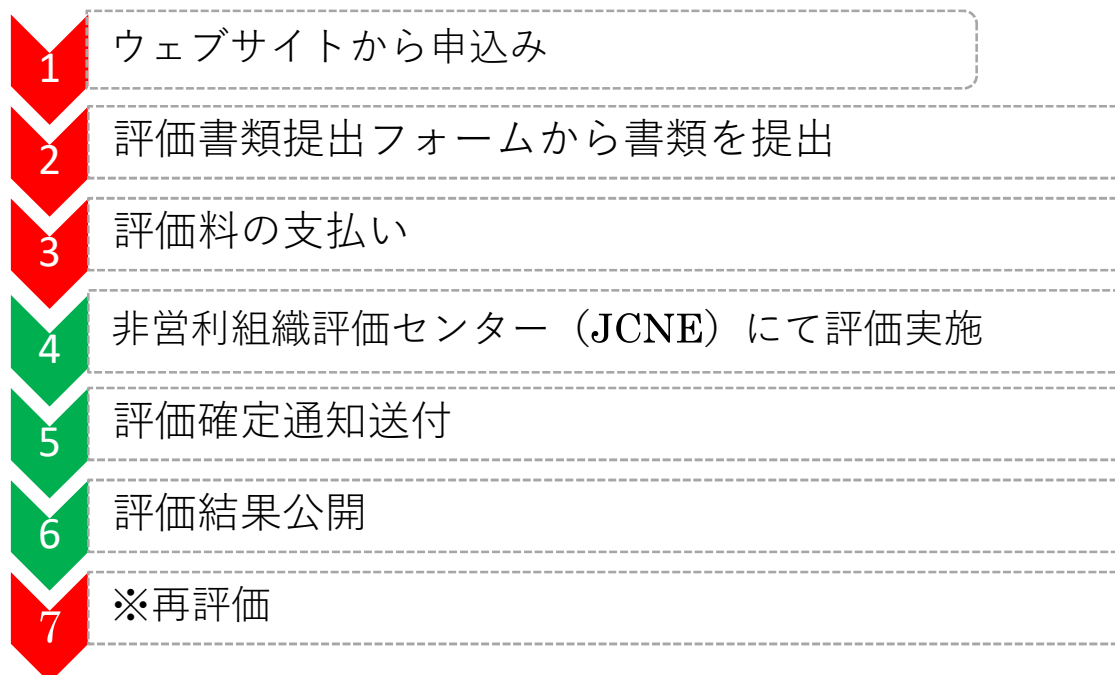 1 ウェブサイトから申込み
2 評価書類提出フォームから書類を提出
3 評価料の支払い
4 非営利組織評価センター（JCNE）にて評価実施
5 評価確定通知送付
6 評価結果公開
7 ※再評価